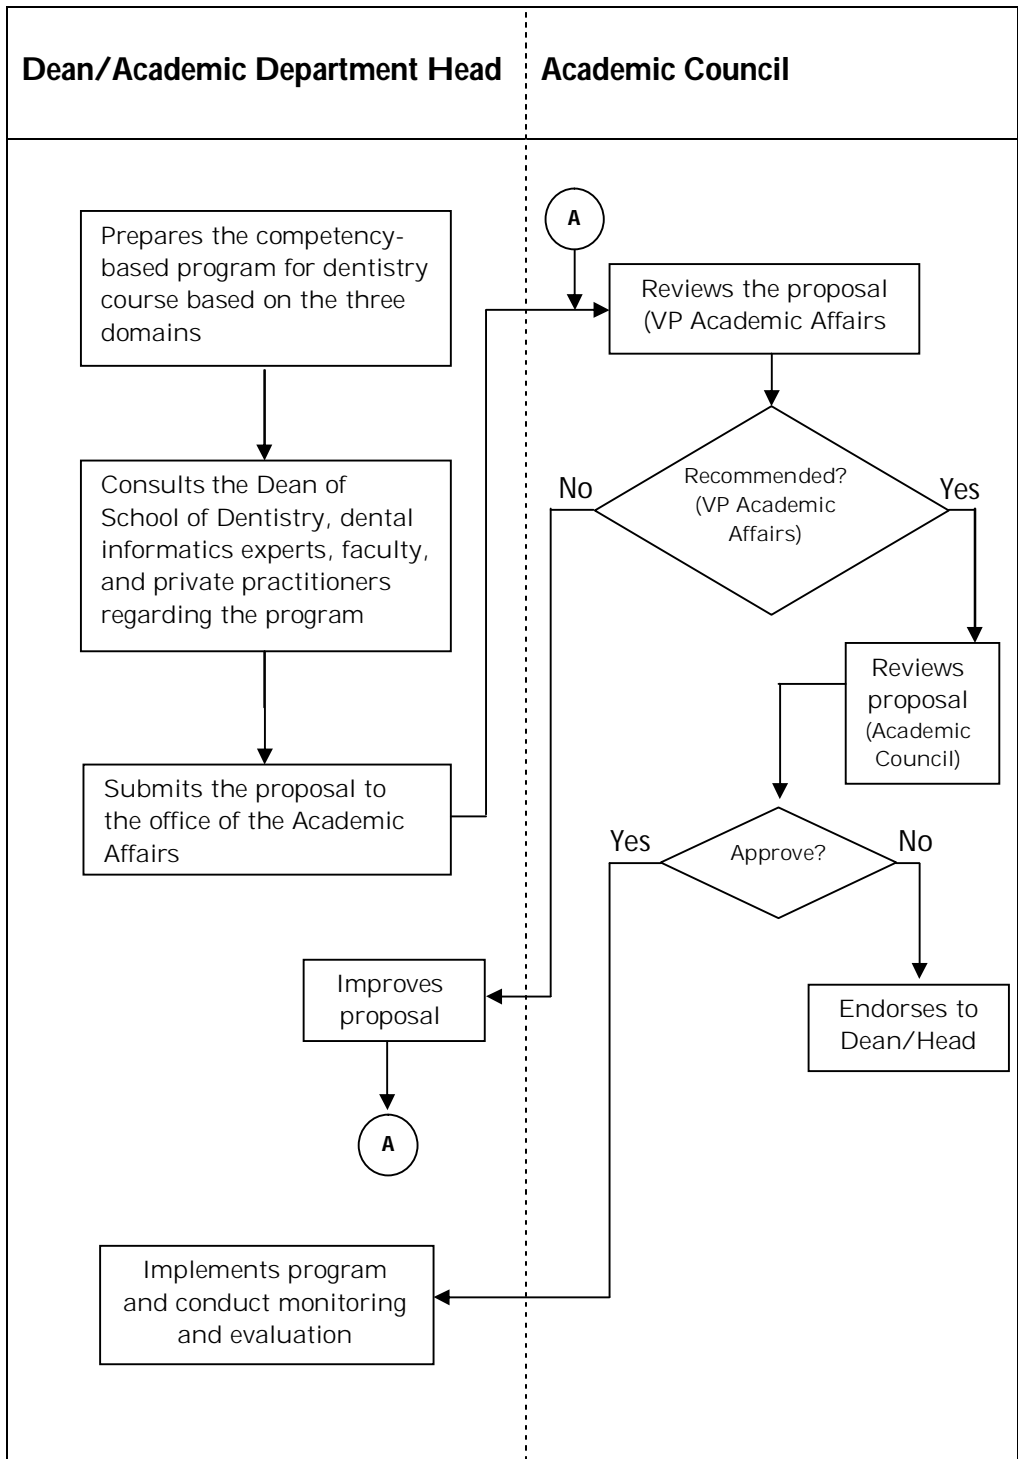 Dean/Academic Department Head
Academic Council
Prepares the competency-
based program for dentistry
course based on the three
domains
Consults the Dean of
School of Dentistry, dental
informatics experts, faculty,
and private practitioners
regarding the program
Submits the proposal to
the office of the Academic
Affairs
A
Reviews the proposal
(VP Academic Affairs
Recommended?
(VP Academic
Affairs)
No
Yes
Reviews
proposal
(Academic
Council)
Approve?
Yes
No
Improves
proposal
Endorses to
Dean/Head
A
Implements program
and conduct monitoring
and evaluation